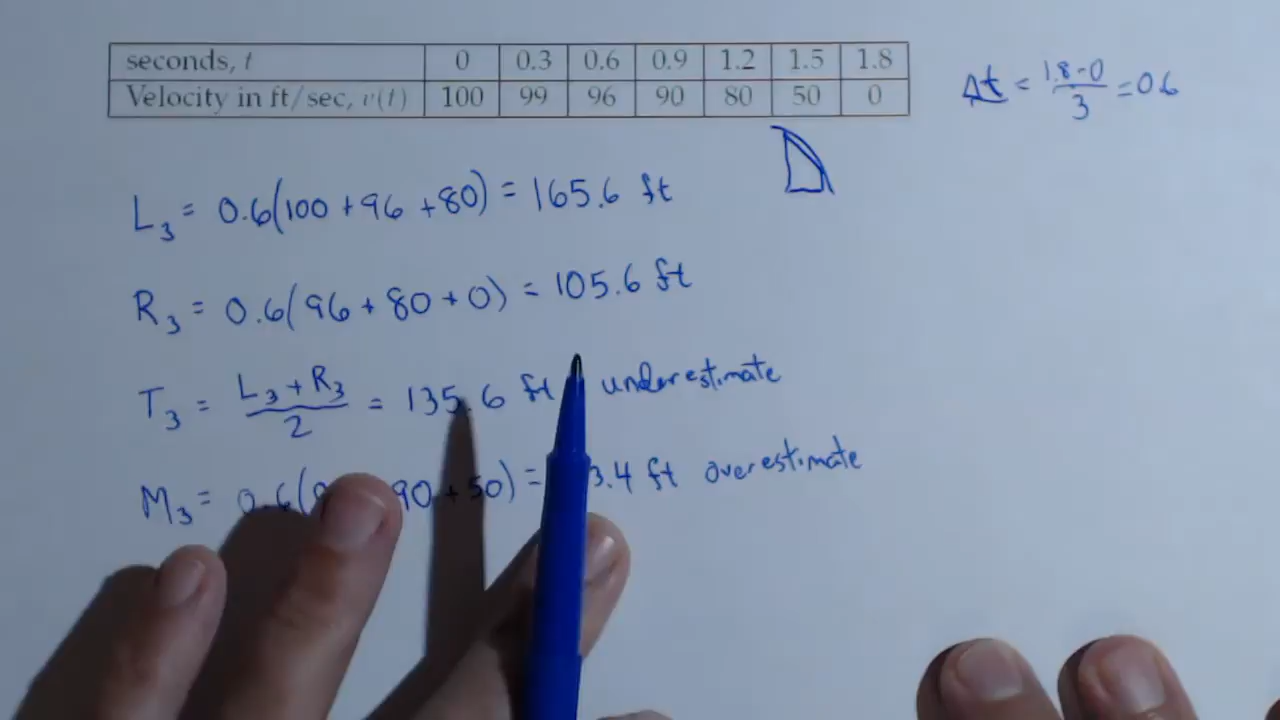 seconds, t 0 0.3 0.6 0.9 1.2 1.5 1.8
Velocity in ft/sec, v(t) 100 99 96 90 80 50 0
Δt = (1.8-0)/3 = 0.6
L₃ = 0.6(100 + 96 + 80) = 165.6 ft
R₃ = 0.6(96 + 80 + 0) = 105.6 ft
T₃ = (L₃ + R₃)/2 = 135.6 ft underestimate
M₃ = 0.6( 90 + 50) = 3.4 ft overestimate